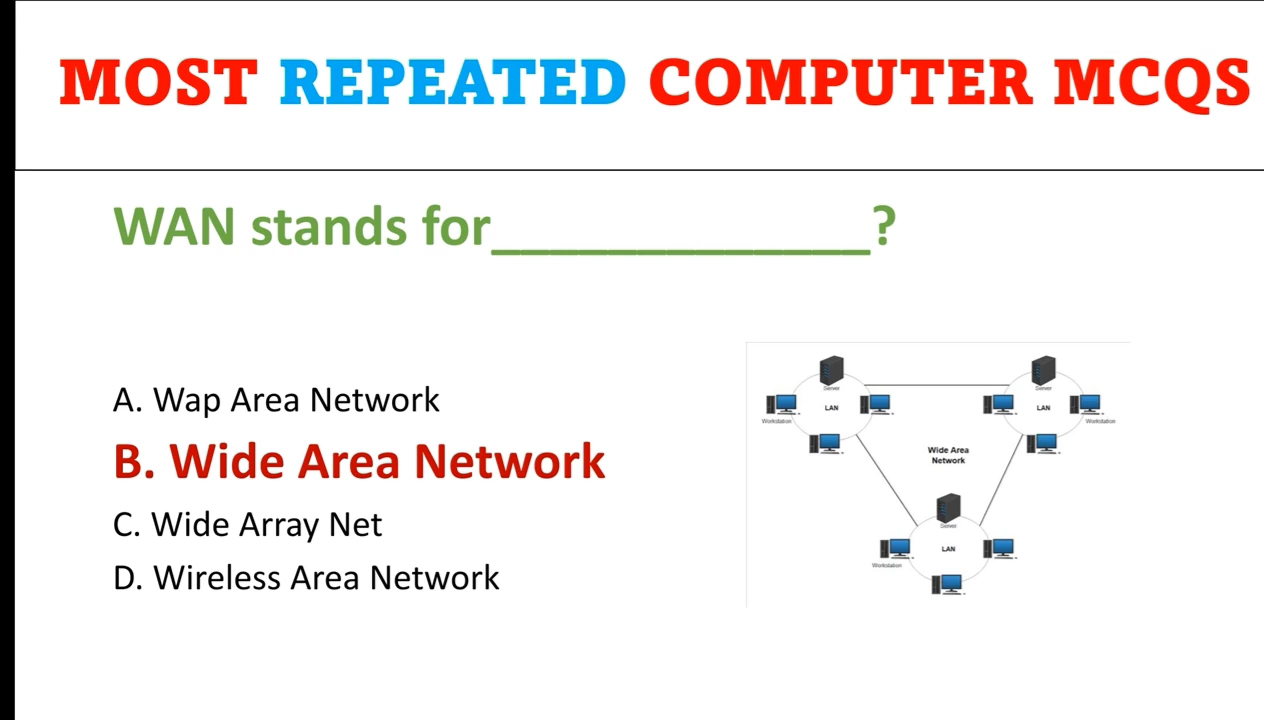 MOST REPEATED COMPUTER MCQS
WAN stands for_____________?
A. Wap Area Network
B. Wide Area Network
C. Wide Array Net
D. Wireless Area Network
Server
Server
LAN
LAN
Workstation
Workstation
Wide Area
Network
Server
LAN
Workstation